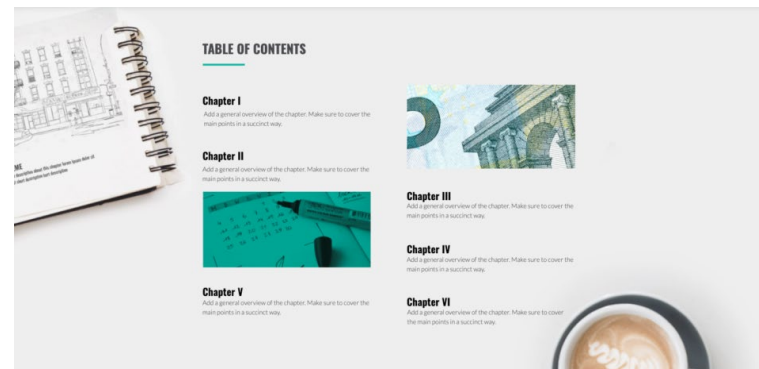 TABLE OF CONTENTS
Chapter I
Add a general overview of the chapter. Make sure to cover the
main points in a succinct way.
Chapter II
Add a general overview of the chapter. Make sure to cover the
main points in a succinct way.
Chapter V
Add a general overview of the chapter. Make sure to cover the
main points in a succinct way.
Chapter III
Add a general overview of the chapter. Make sure to cover the
main points in a succinct way.
Chapter IV
Add a general overview of the chapter. Make sure to cover the
main points in a succinct way.
Chapter VI
Add a general overview of the chapter. Make sure to cover
the main points in a succinct way.